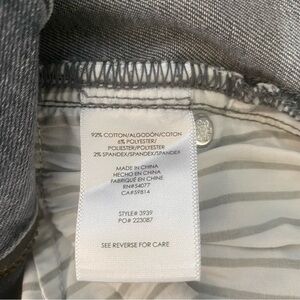 92% COTTON/ALGODÓN/COTON
6% POLYESTER/
POLIESTER/POLYESTER
2% SPANDEX/SPANDEX/SPANDEX
MADE IN CHINA
HECHO EN CHINA
FABRIQUÉ EN CHINE
RN#54077
CA#59814
STYLE# 3939
PO# 223087
SEE REVERSE FOR CARE